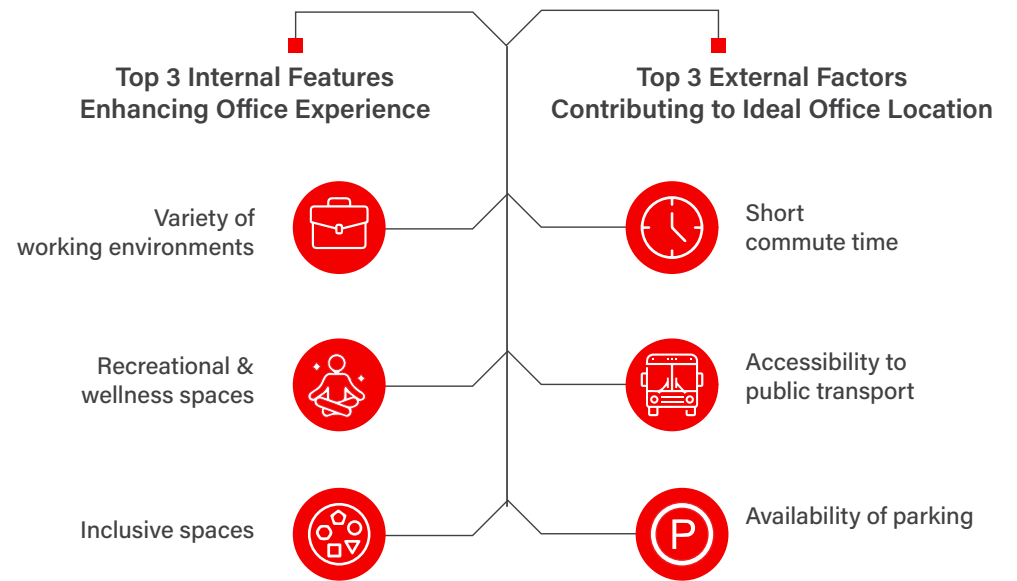 Top 3 Internal Features
Enhancing Office Experience
Variety of
working environments
Recreational &
wellness spaces
Inclusive spaces
Top 3 External Factors
Contributing to Ideal Office Location
Short
commute time
Accessibility to
public transport
P
Availability of parking